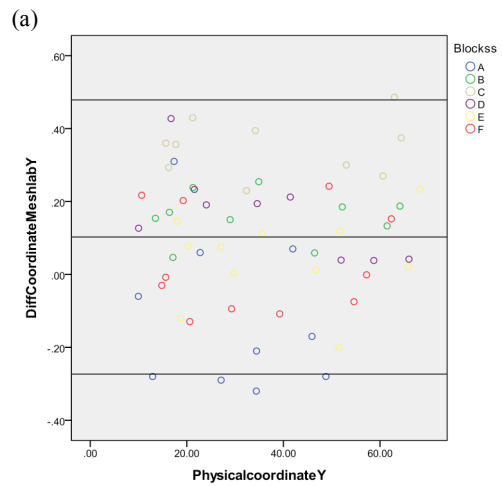 (a)
Blockss
A
B
C
D
E
F
.60
.40
.20
.00
-.20
-.40
DiffCoordinateMeshlabY
.00
20.00
40.00
60.00
PhysicalcoordinateY